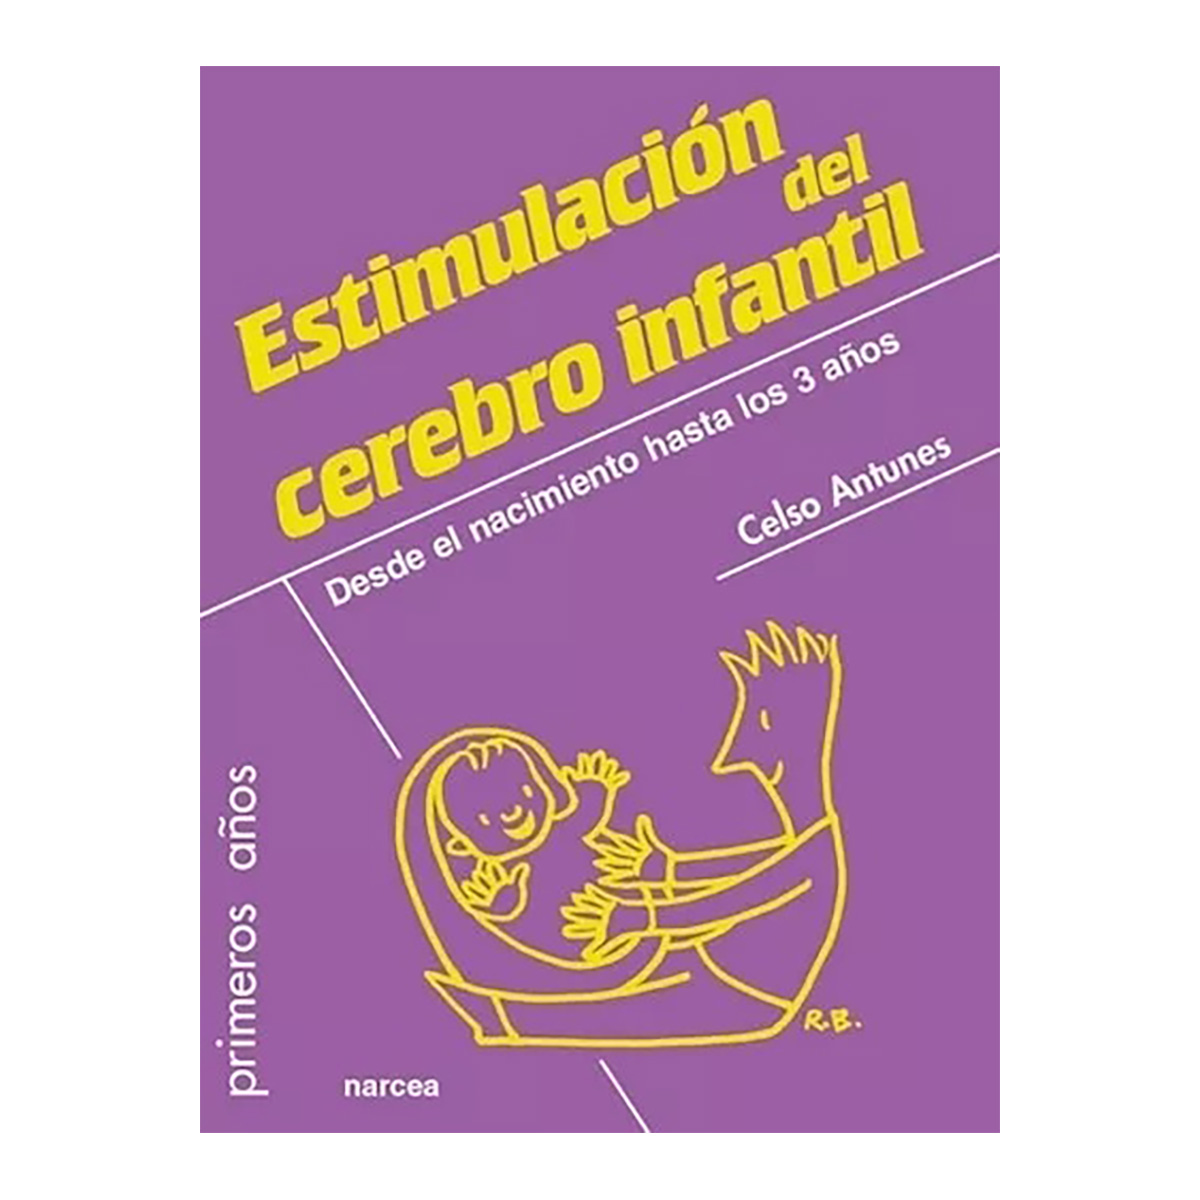 Estimulación
del
cerebro infantil
Desde el nacimiento hasta los 3 años
Celso Antunes
primeros años
R.B.
narcea